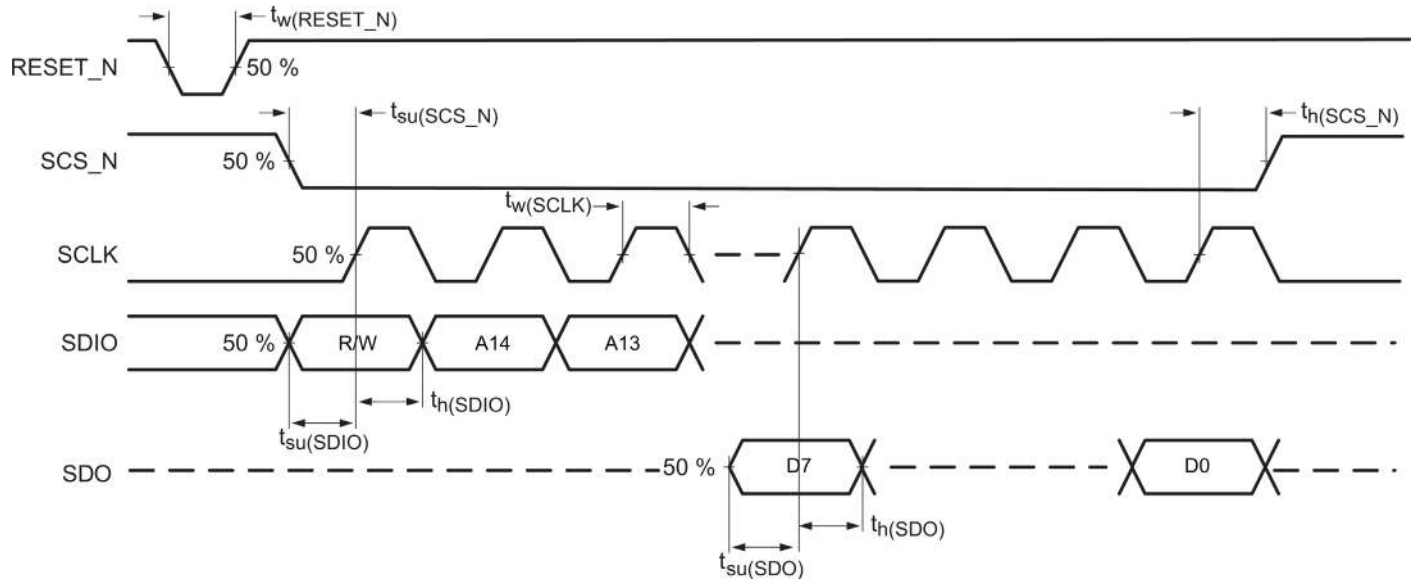 tw(RESET_N)
RESET_N
50 %
tsu(SCS_N)
th(SCS_N)
SCS_N
50 %
tw(SCLK)
SCLK
50 %
SDIO
50 %
R/W
A14
A13
th(SDIO)
tsu(SDIO)
SDO
50 %
D7
D0
th(SDO)
tsu(SDO)